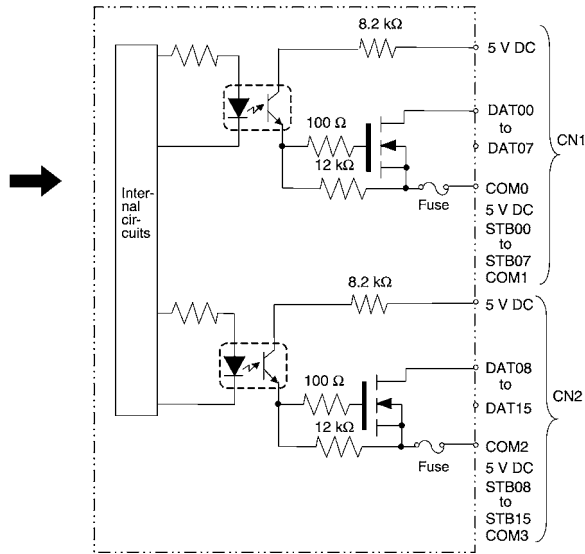 8.2 kΩ
5 V DC
DAT00
to
DAT07
100 Ω
12 kΩ
COM0
Fuse
5 V DC
STB00
to
STB07
COM1
CN1
Inter-
nal cir-
cuits
8.2 kΩ
5 V DC
DAT08
to
DAT15
100 Ω
12 kΩ
COM2
Fuse
5 V DC
STB08
to
STB15
COM3
CN2